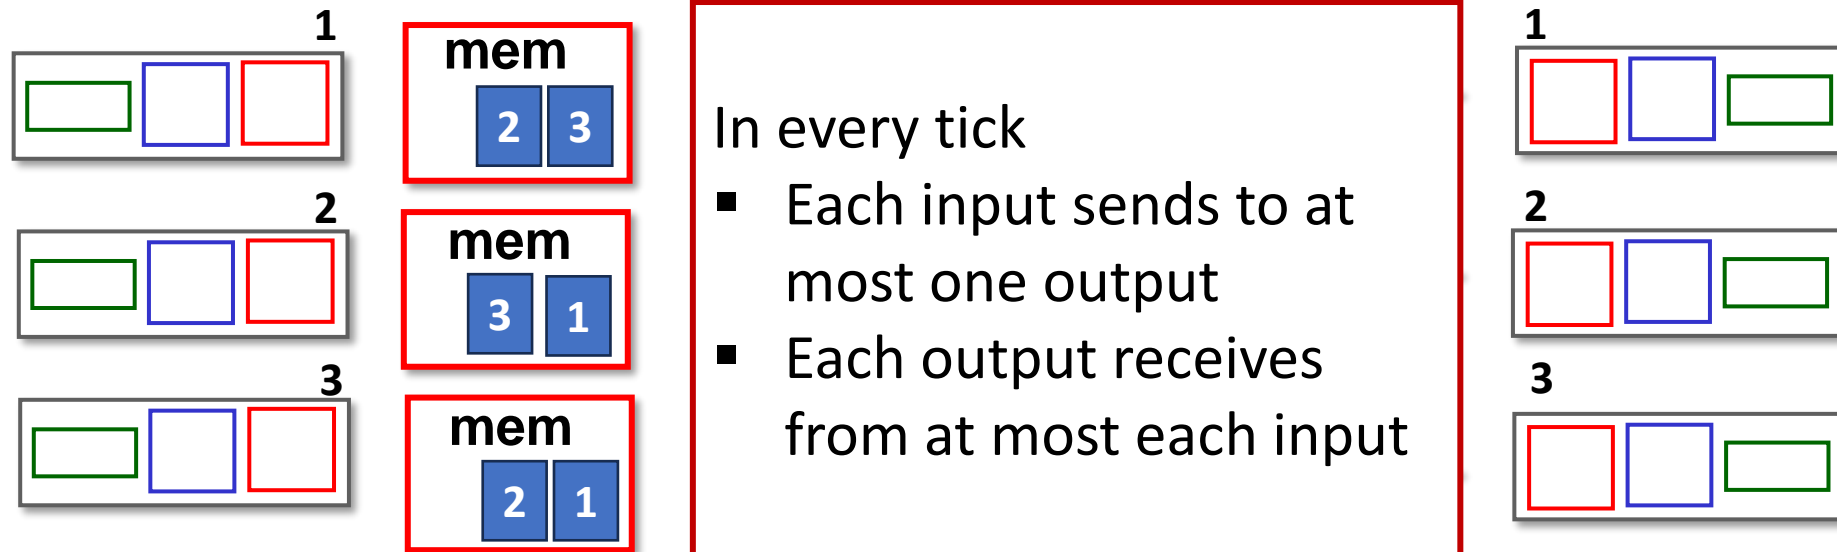 1
mem
2 3
2
mem
3 1
3
mem
2 1
In every tick
▪ Each input sends to at
most one output
▪ Each output receives
from at most each input
1
2
3